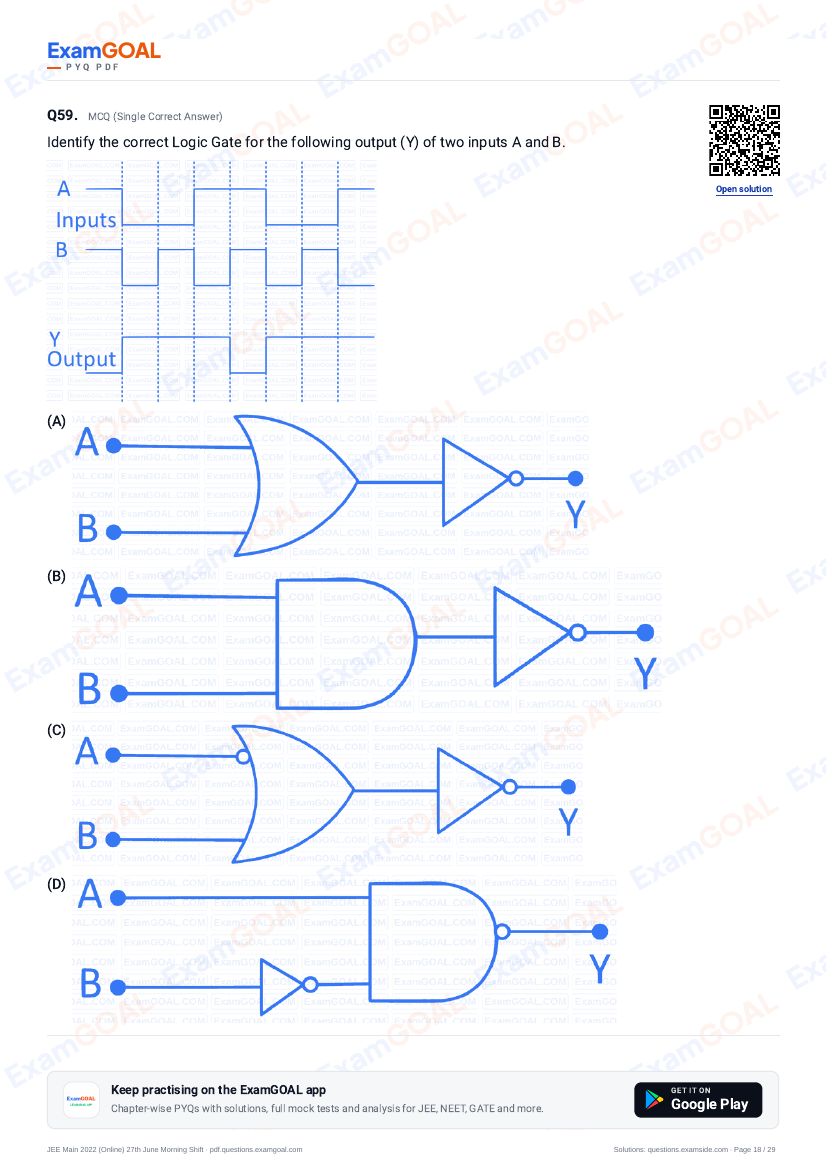 ExamGOAL
PYQ PDF
Q59. MCQ (Single Correct Answer)
Identify the correct Logic Gate for the following output (Y) of two inputs A and B.
Open solution
A
Inputs
B
Y
Output
(A)
A
B
Y
(B)
A
B
Y
(C)
A
B
Y
(D)
A
B
Y
Keep practising on the ExamGOAL app
Chapter-wise PYQs with solutions, full mock tests and analysis for JEE, NEET, GATE and more.
GET IT ON
Google Play
JEE Main 2022 (Online) 27th June Morning Shift · pdf.questions.examgoal.com
Solutions: questions.examside.com · Page 18 / 29